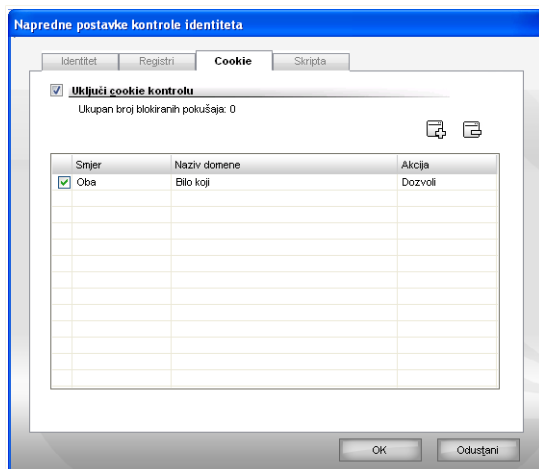 Napredne postavke kontrole identiteta
Identitet Registri Cookie Skripta
Uključi cookie kontrolu
Ukupan broj blokiranih pokušaja: 0
Smjer Naziv domene Akcija
Oba Bilo koji Dozvoli
OK Odustani